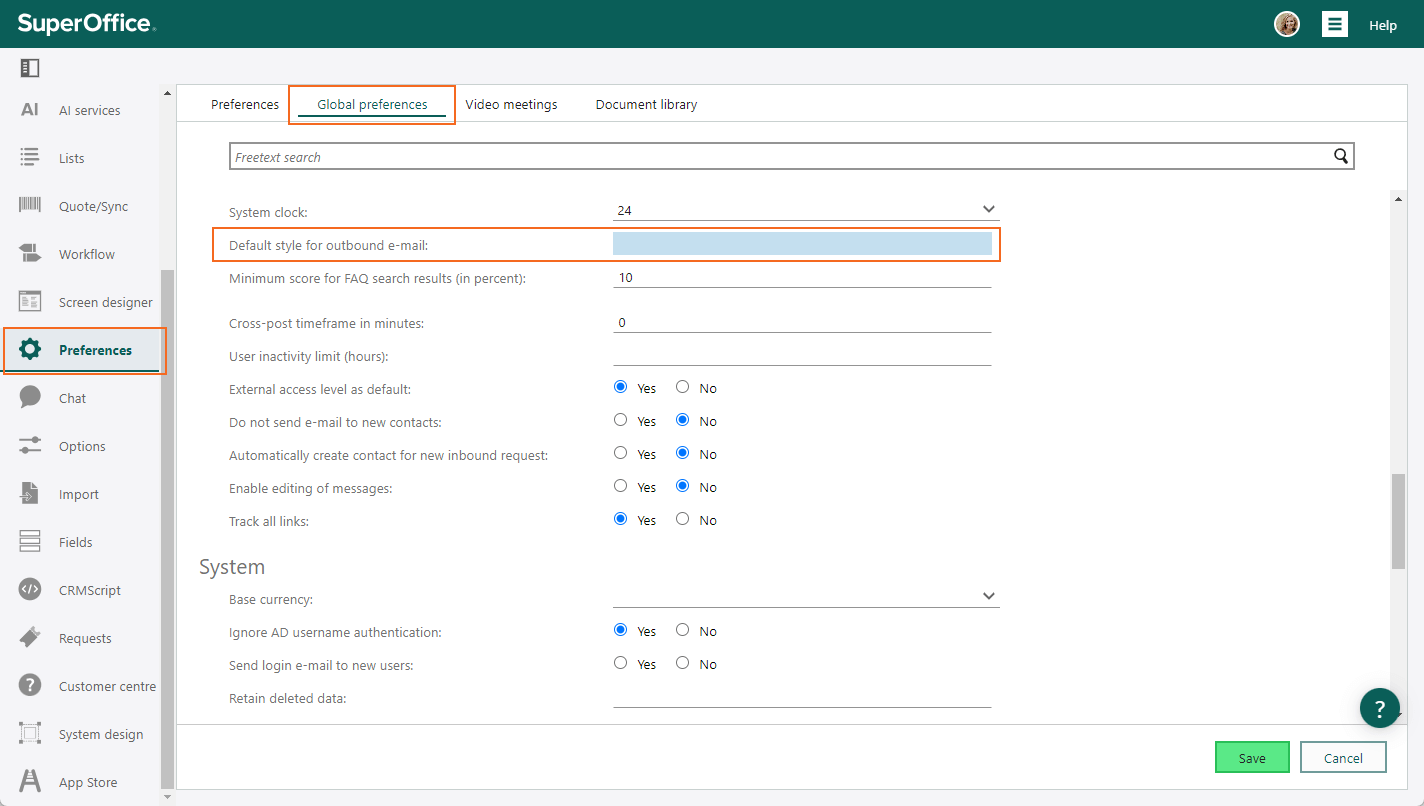 SuperOffice®
Help
AI AI services
Lists
Quote/Sync
Workflow
Screen designer
Preferences
Chat
Options
Import
Fields
CRMScript
Requests
? Customer centre
System design
App Store
Preferences Global preferences Video meetings Document library
Freetext search
System clock: 24
Default style for outbound e-mail:
Minimum score for FAQ search results (in percent): 10
Cross-post timeframe in minutes: 0
User inactivity limit (hours):
External access level as default: Yes No
Do not send e-mail to new contacts: Yes No
Automatically create contact for new inbound request: Yes No
Enable editing of messages: Yes No
Track all links: Yes No
System
Base currency:
Ignore AD username authentication: Yes No
Send login e-mail to new users: Yes No
Retain deleted data:
?
Save Cancel